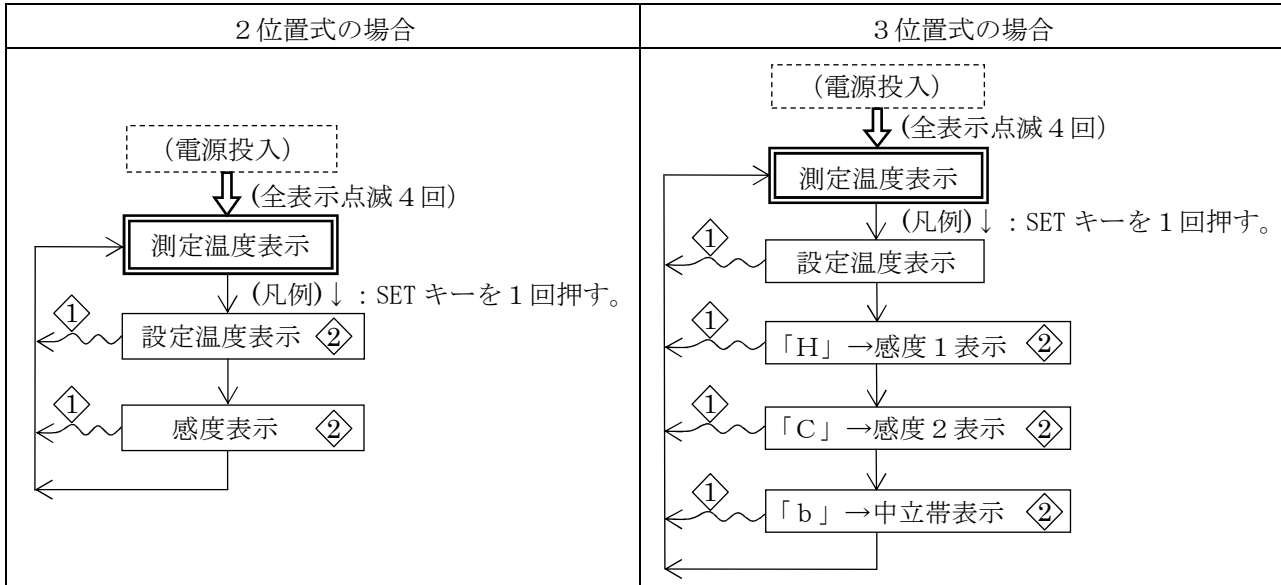 ２位置式の場合
（電源投入）
(全表示点滅４回）
測定温度表示
(凡例)↓ ：SET キーを１回押す。
①
設定温度表示 ②
①
感度表示 ②
３位置式の場合
（電源投入）
(全表示点滅４回）
測定温度表示
(凡例)↓ ：SET キーを１回押す。
①
設定温度表示
①
「Ｈ」→感度１表示 ②
①
「Ｃ」→感度２表示 ②
①
「ｂ」→中立帯表示 ②